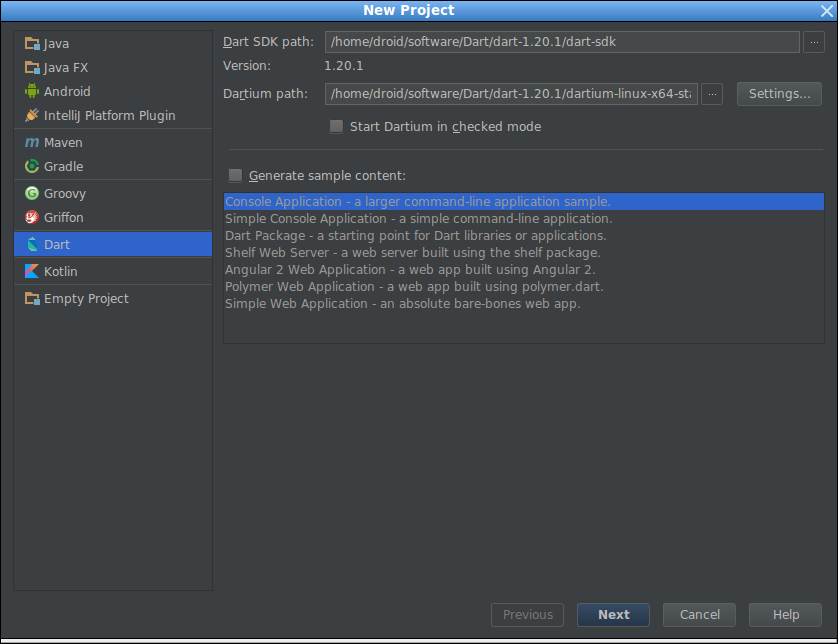 New Project
Java
Java FX
Android
IntelliJ Platform Plugin
Maven
Gradle
Groovy
Griffon
Dart
Kotlin
Empty Project
Dart SDK path: /home/droid/software/Dart/dart-1.20.1/dart-sdk ...
Version: 1.20.1
Dartium path: /home/droid/software/Dart/dart-1.20.1/dartium-linux-x64-sta ... Settings...
Start Dartium in checked mode
Generate sample content:
Console Application - a larger command-line application sample.
Simple Console Application - a simple command-line application.
Dart Package - a starting point for Dart libraries or applications.
Shelf Web Server - a web server built using the shelf package.
Angular 2 Web Application - a web app built using Angular 2.
Polymer Web Application - a web app built using polymer.dart.
Simple Web Application - an absolute bare-bones web app.
Previous Next Cancel Help